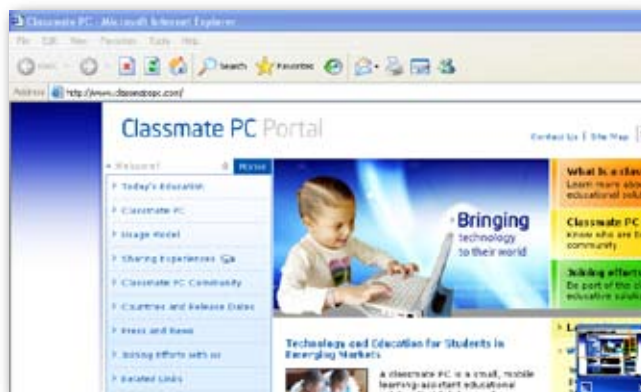 Classmate PC - Microsoft Internet Explorer
File Edit View Favorites Tools Help
Search Favorites
Address http://www.classmatepc.com/
Classmate PC Portal
Contact Us | Site Map
Welcome! Home
Today's Education
Classmate PC
Usage Model
Sharing Experiences
Classmate PC Community
Countries and Release Dates
Press and News
Joining Efforts with us
Related Links
Bringing
technology
to their world
What is a
Learn more
educational
Classmate PC
Know who are
community
Joining efforts
Be part of the
educative
Technology and Education for Students in
Emerging Markets
A classmate PC is a small, mobile
learning-assistant educational